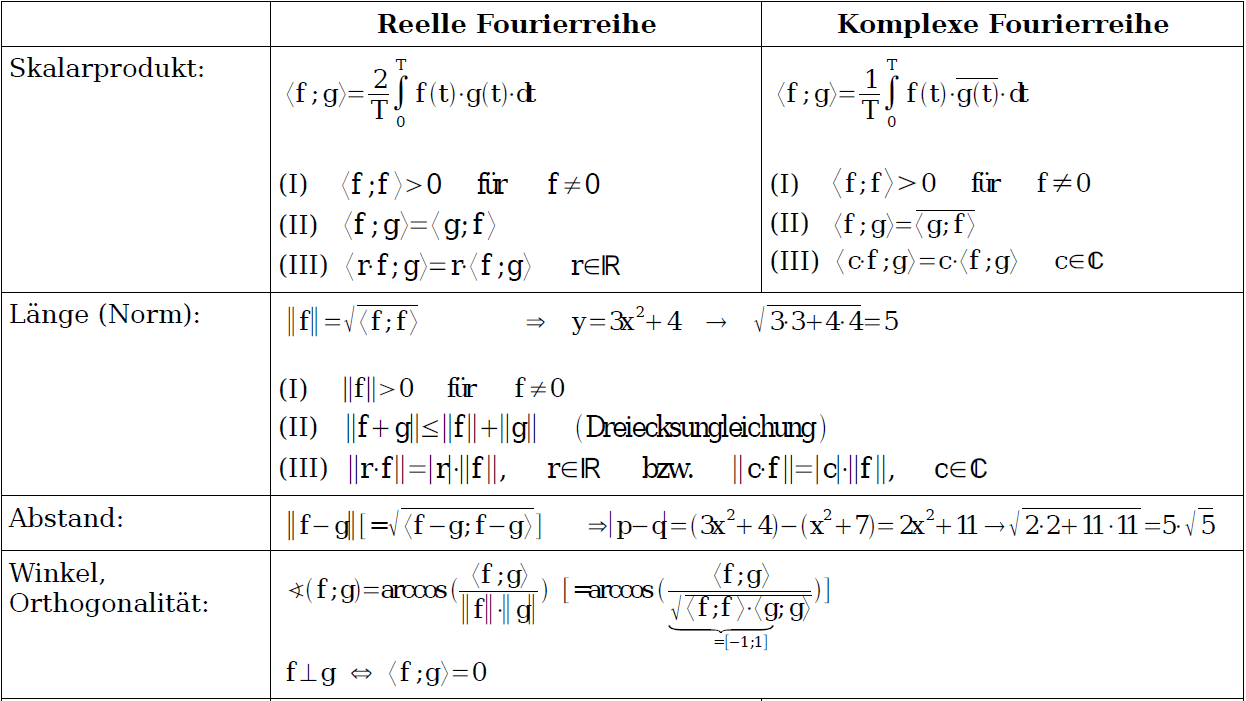 Reelle Fourierreihe Komplexe Fourierreihe
Skalarprodukt:
⟨f ; g⟩= 2/T ∫₀ᵀ f(t)·g(t)·dt
(I) ⟨f ; f⟩>0 für f≠0
(II) ⟨f ; g⟩=⟨g; f⟩
(III) ⟨r·f ; g⟩=r·⟨f ; g⟩ r∈ℝ
⟨f ; g⟩= 1/T ∫₀ᵀ f(t)·g̅(̅t̅)̅·dt
(I) ⟨f ; f⟩>0 für f≠0
(II) ⟨f ; g⟩=⟨̅g̅;̅ ̅f̅⟩̅
(III) ⟨c·f ; g⟩=c·⟨f ; g⟩ c∈ℂ
Länge (Norm):
‖f‖=√⟨f ; f⟩ ⇒ y=3x²+4 → √3·3+4·4=5
(I) ‖f‖>0 für f≠0
(II) ‖f+g‖≤‖f‖+‖g‖ (Dreiecksungleichung)
(III) ‖r·f‖=|r|·‖f‖, r∈ℝ bzw. ‖c·f‖=|c|·‖f‖, c∈ℂ
Abstand:
‖f−g‖[=√⟨f−g; f−g⟩] ⇒|p−q|=(3x²+4)−(x²+7)=2x²+11→√2·2+11·11=5·√5
Winkel,
Orthogonalität:
∢(f ; g)=arccos(⟨f ; g⟩/‖f‖·‖g‖) [=arccos(⟨f ; g⟩/√⟨f ; f⟩·⟨g; g⟩)]
=[−1;1]
f⊥g ⇔ ⟨f ; g⟩=0